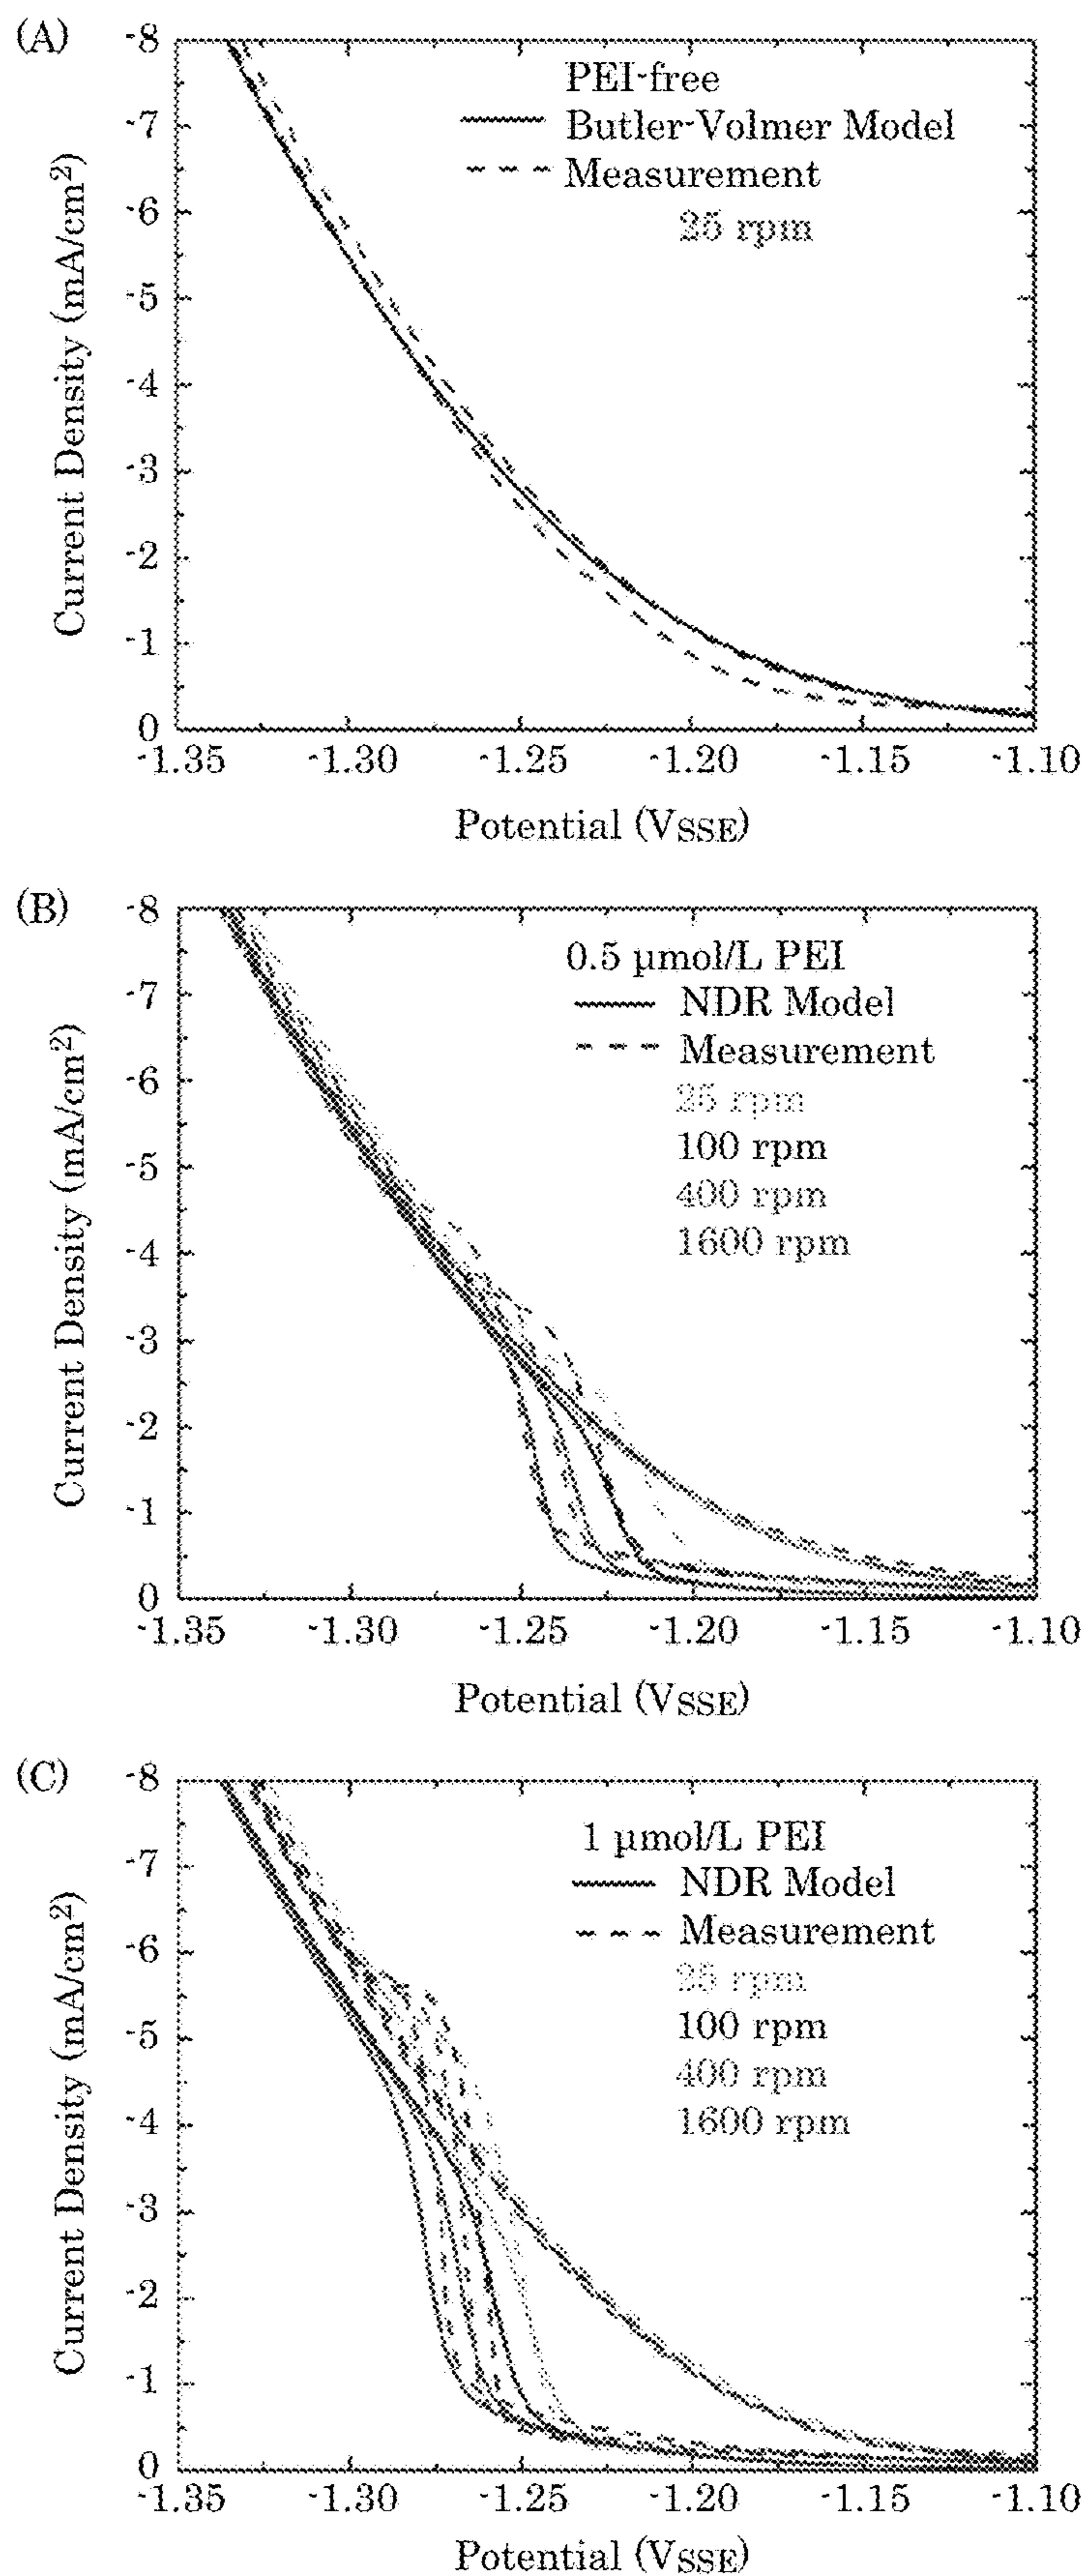 (A)
-8
-7
-6
-5
-4
-3
-2
-1
0
Current Density (mA/cm²)
PEI-free
Butler-Volmer Model
Measurement
25 rpm
-1.35 -1.30 -1.25 -1.20 -1.15 -1.10
Potential (VSSE)
(B)
-8
-7
-6
-5
-4
-3
-2
-1
0
Current Density (mA/cm²)
0.5 µmol/L PEI
NDR Model
Measurement
25 rpm
100 rpm
400 rpm
1600 rpm
-1.35 -1.30 -1.25 -1.20 -1.15 -1.10
Potential (VSSE)
(C)
-8
-7
-6
-5
-4
-3
-2
-1
0
Current Density (mA/cm²)
1 µmol/L PEI
NDR Model
Measurement
25 rpm
100 rpm
400 rpm
1600 rpm
-1.35 -1.30 -1.25 -1.20 -1.15 -1.10
Potential (VSSE)